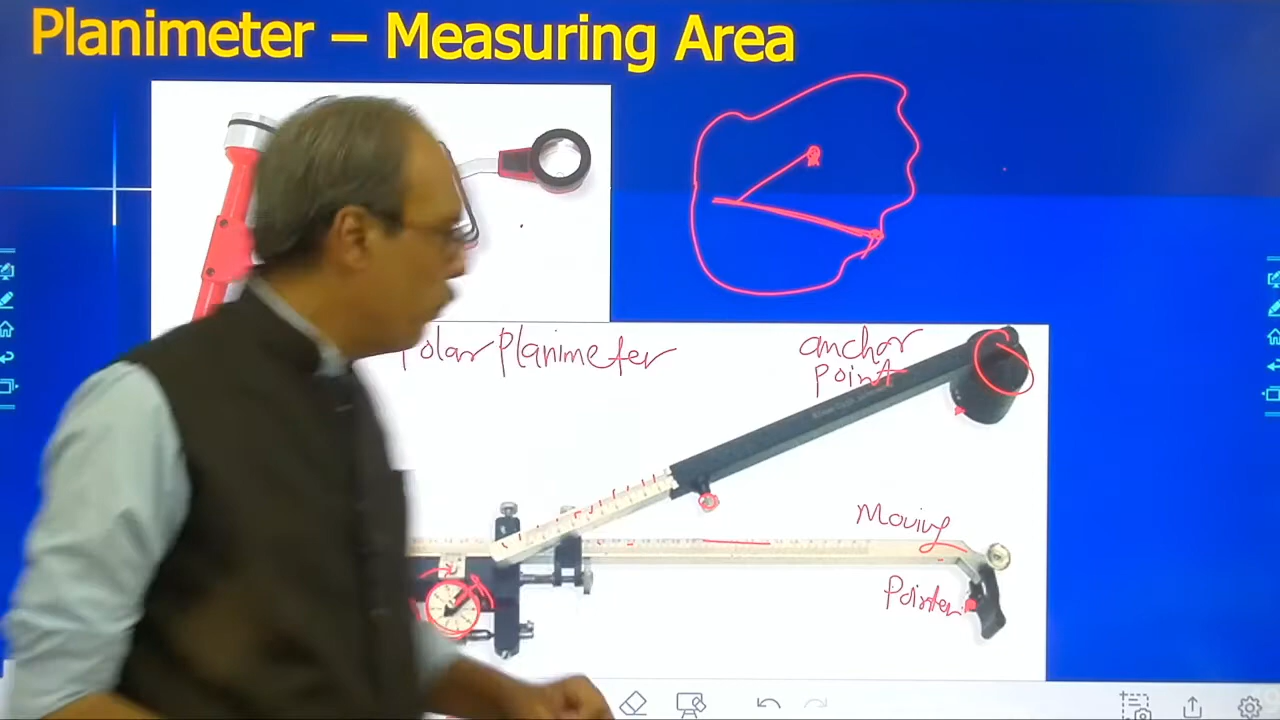 Planimeter – Measuring Area
Polar Planimeter
anchor
point
Moving
Pointer